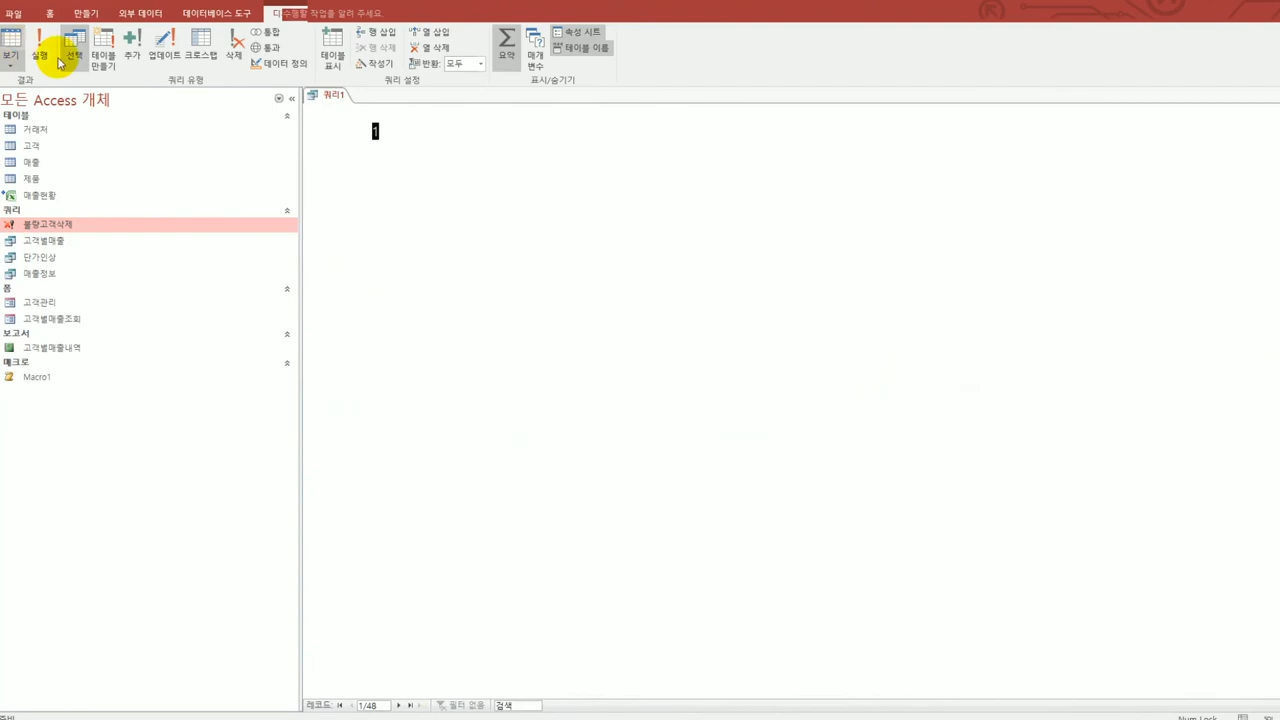 파일 홈 만들기 외부 데이터 데이터베이스 도구 수행할 작업을 알려 주세요.
보기 실행 선택 테이블 만들기 추가 업데이트 크로스탭 삭제 통합 통과 데이터 정의 테이블 표시 행 삽입 행 삭제 작성기 열 삽입 열 삭제 반환: 모두 요약 매개 변수 속성 시트 테이블 이름
결과 쿼리 유형 쿼리 설정 표시/숨기기
모든 Access 개체
쿼리1
테이블
거래처
고객
매출
제품
매출현황
쿼리
불량고객삭제
고객별매출
단가인상
매출정보
폼
고객관리
고객별매출조회
보고서
고객별매출내역
매크로
Macro1
1
레코드: 1/48 필터 없음 검색
Num Lock